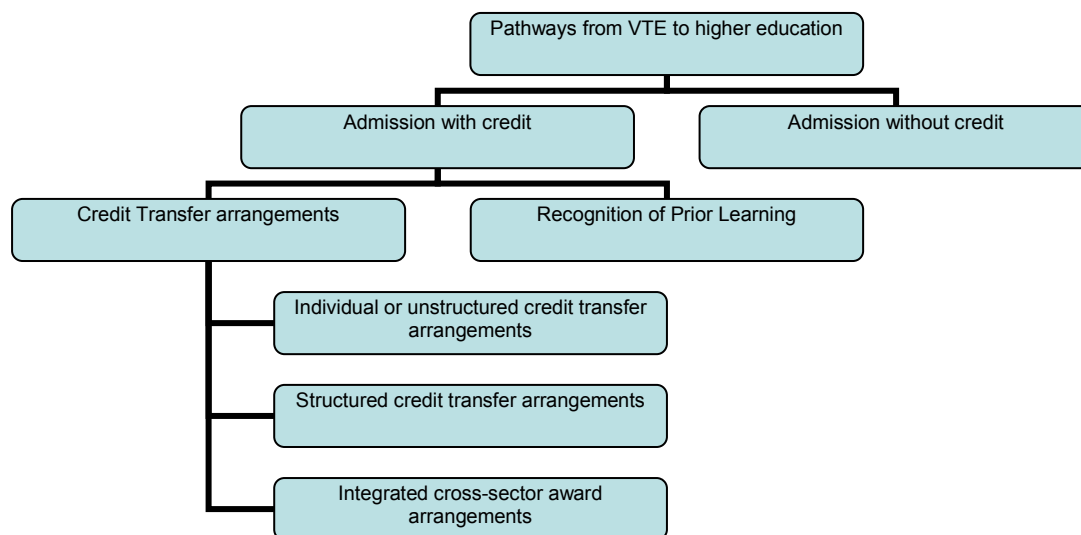 Pathways from VTE to higher education
Admission with credit
Admission without credit
Credit Transfer arrangements
Recognition of Prior Learning
Individual or unstructured credit transfer
arrangements
Structured credit transfer arrangements
Integrated cross-sector award
arrangements